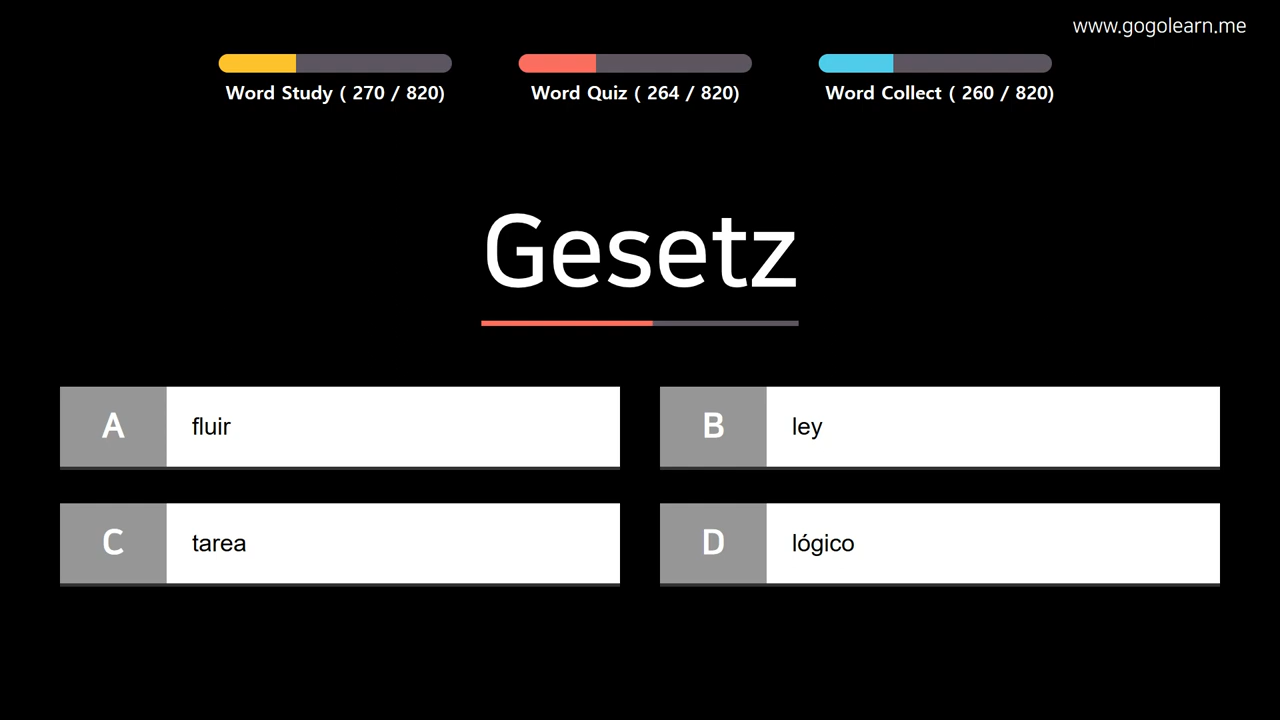 www.gogolearn.me
Word Study ( 270 / 820)
Word Quiz ( 264 / 820)
Word Collect ( 260 / 820)
Gesetz
A fluir
B ley
C tarea
D lógico